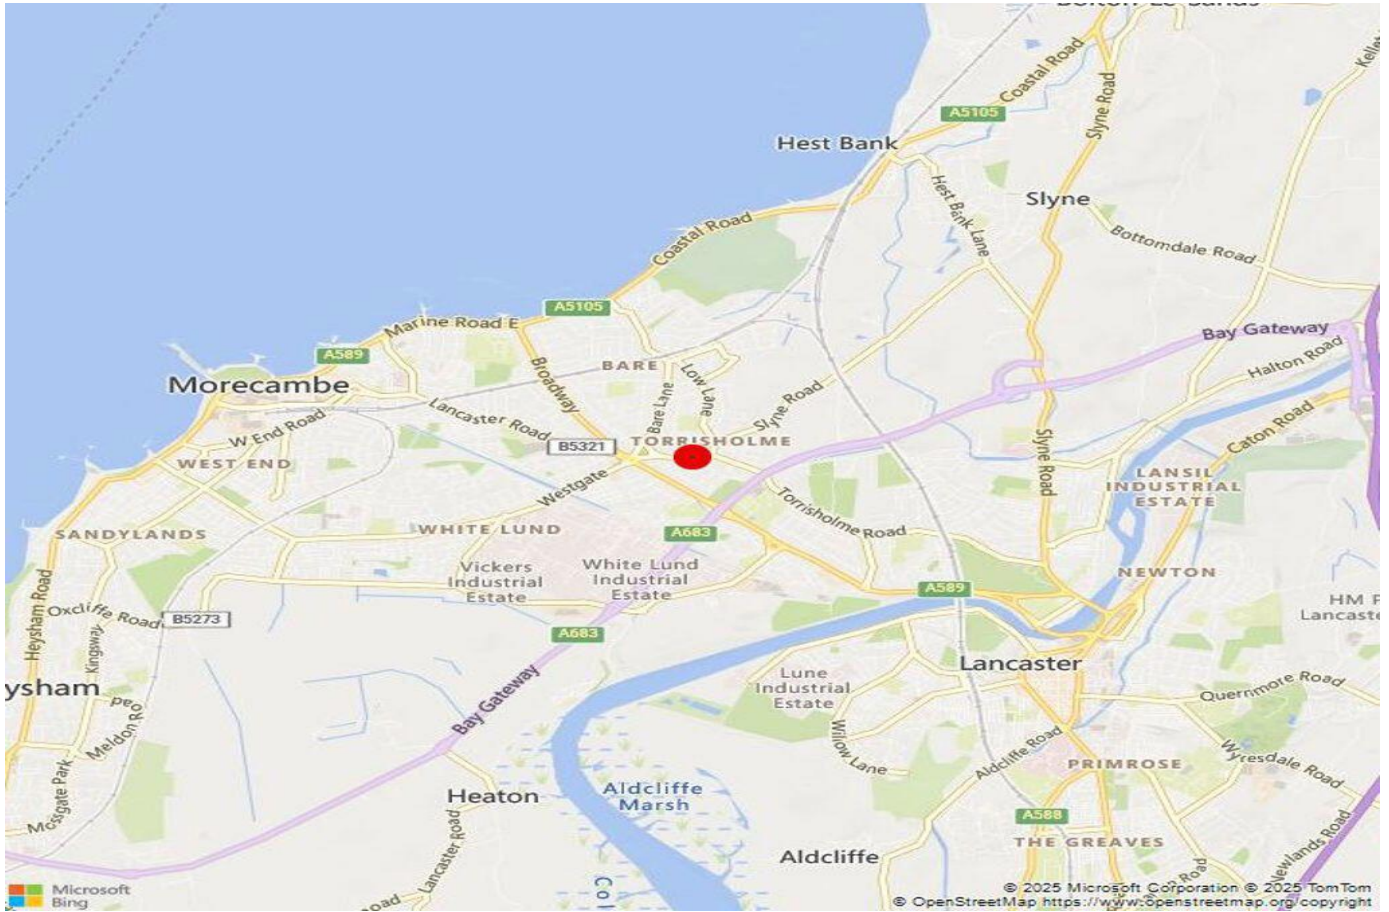 Bolton-Le-Sands
Coastal Road
Slyne Road
A5105
Hest Bank
Hest Bank Lane
Slyne
Bottomdale Road
Coastal Road
A5105
Marine Road E
A589
Bay Gateway
Halton Road
Morecambe
BARE
Broadway
Bare Lane
Low Lane
Slyne Road
Lancaster Road
Caton Road
W End Road
B5321
TORRISHOLME
Slyne Road
WEST END
Westgate
LANSIL
INDUSTRIAL
ESTATE
Torrisholme Road
SANDYLANDS
WHITE LUND
A683
Vickers
Industrial
Estate
White Lund
Industrial
Estate
NEWTON
A589
HM P
Lancaste
Heysham Road
Oxcliffe Road
B5273
Kingsway
A683
Lancaster
ysham
Lune
Industrial
Estate
Quernmore Road
Meldon Ro
Bay Gateway
Willow Lane
Aldcliffe Road
Wyresdale Road
PRIMROSE
Mossgate Park
Heaton
Aldcliffe
Marsh
A588
THE GREAVES
Lancaster Road
Aldcliffe
Newlands Road
Microsoft
Bing
© 2025 Microsoft Corporation © 2025 TomTom
© OpenStreetMap https://www.openstreetmap.org/copyright